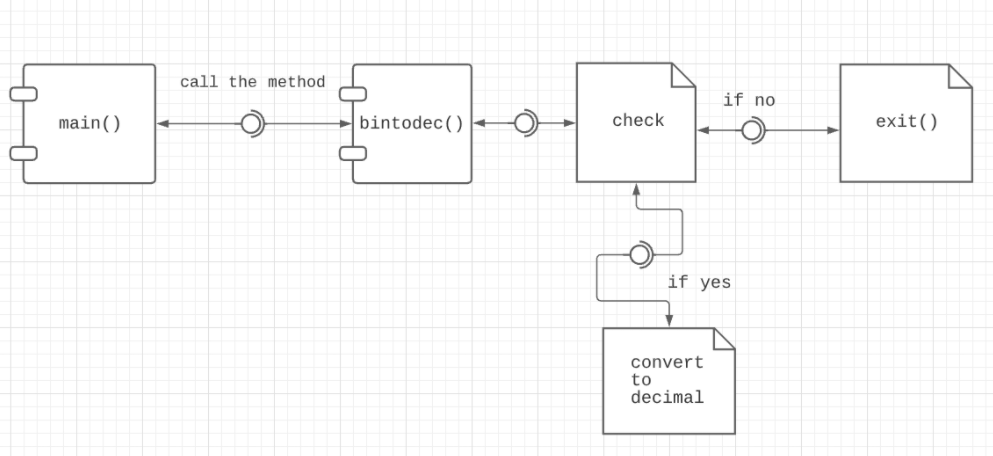 call the method
main()
bintodec()
check
if no
exit()
if yes
convert
to
decimal